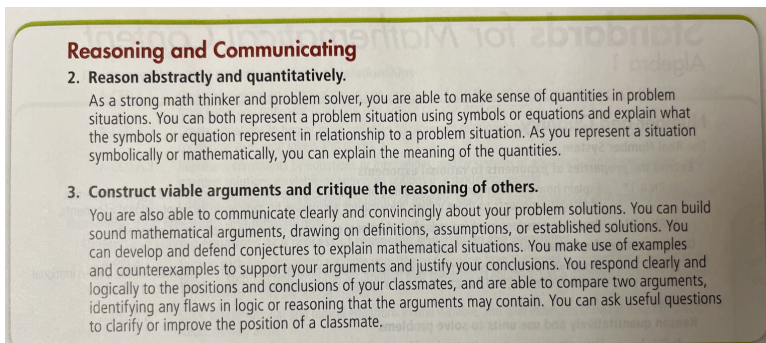 Reasoning and Communicating
2. Reason abstractly and quantitatively.
As a strong math thinker and problem solver, you are able to make sense of quantities in problem
situations. You can both represent a problem situation using symbols or equations and explain what
the symbols or equation represent in relationship to a problem situation. As you represent a situation
symbolically or mathematically, you can explain the meaning of the quantities.
3. Construct viable arguments and critique the reasoning of others.
You are also able to communicate clearly and convincingly about your problem solutions. You can build
sound mathematical arguments, drawing on definitions, assumptions, or established solutions. You
can develop and defend conjectures to explain mathematical situations. You make use of examples
and counterexamples to support your arguments and justify your conclusions. You respond clearly and
logically to the positions and conclusions of your classmates, and are able to compare two arguments,
identifying any flaws in logic or reasoning that the arguments may contain. You can ask useful questions
to clarify or improve the position of a classmate.